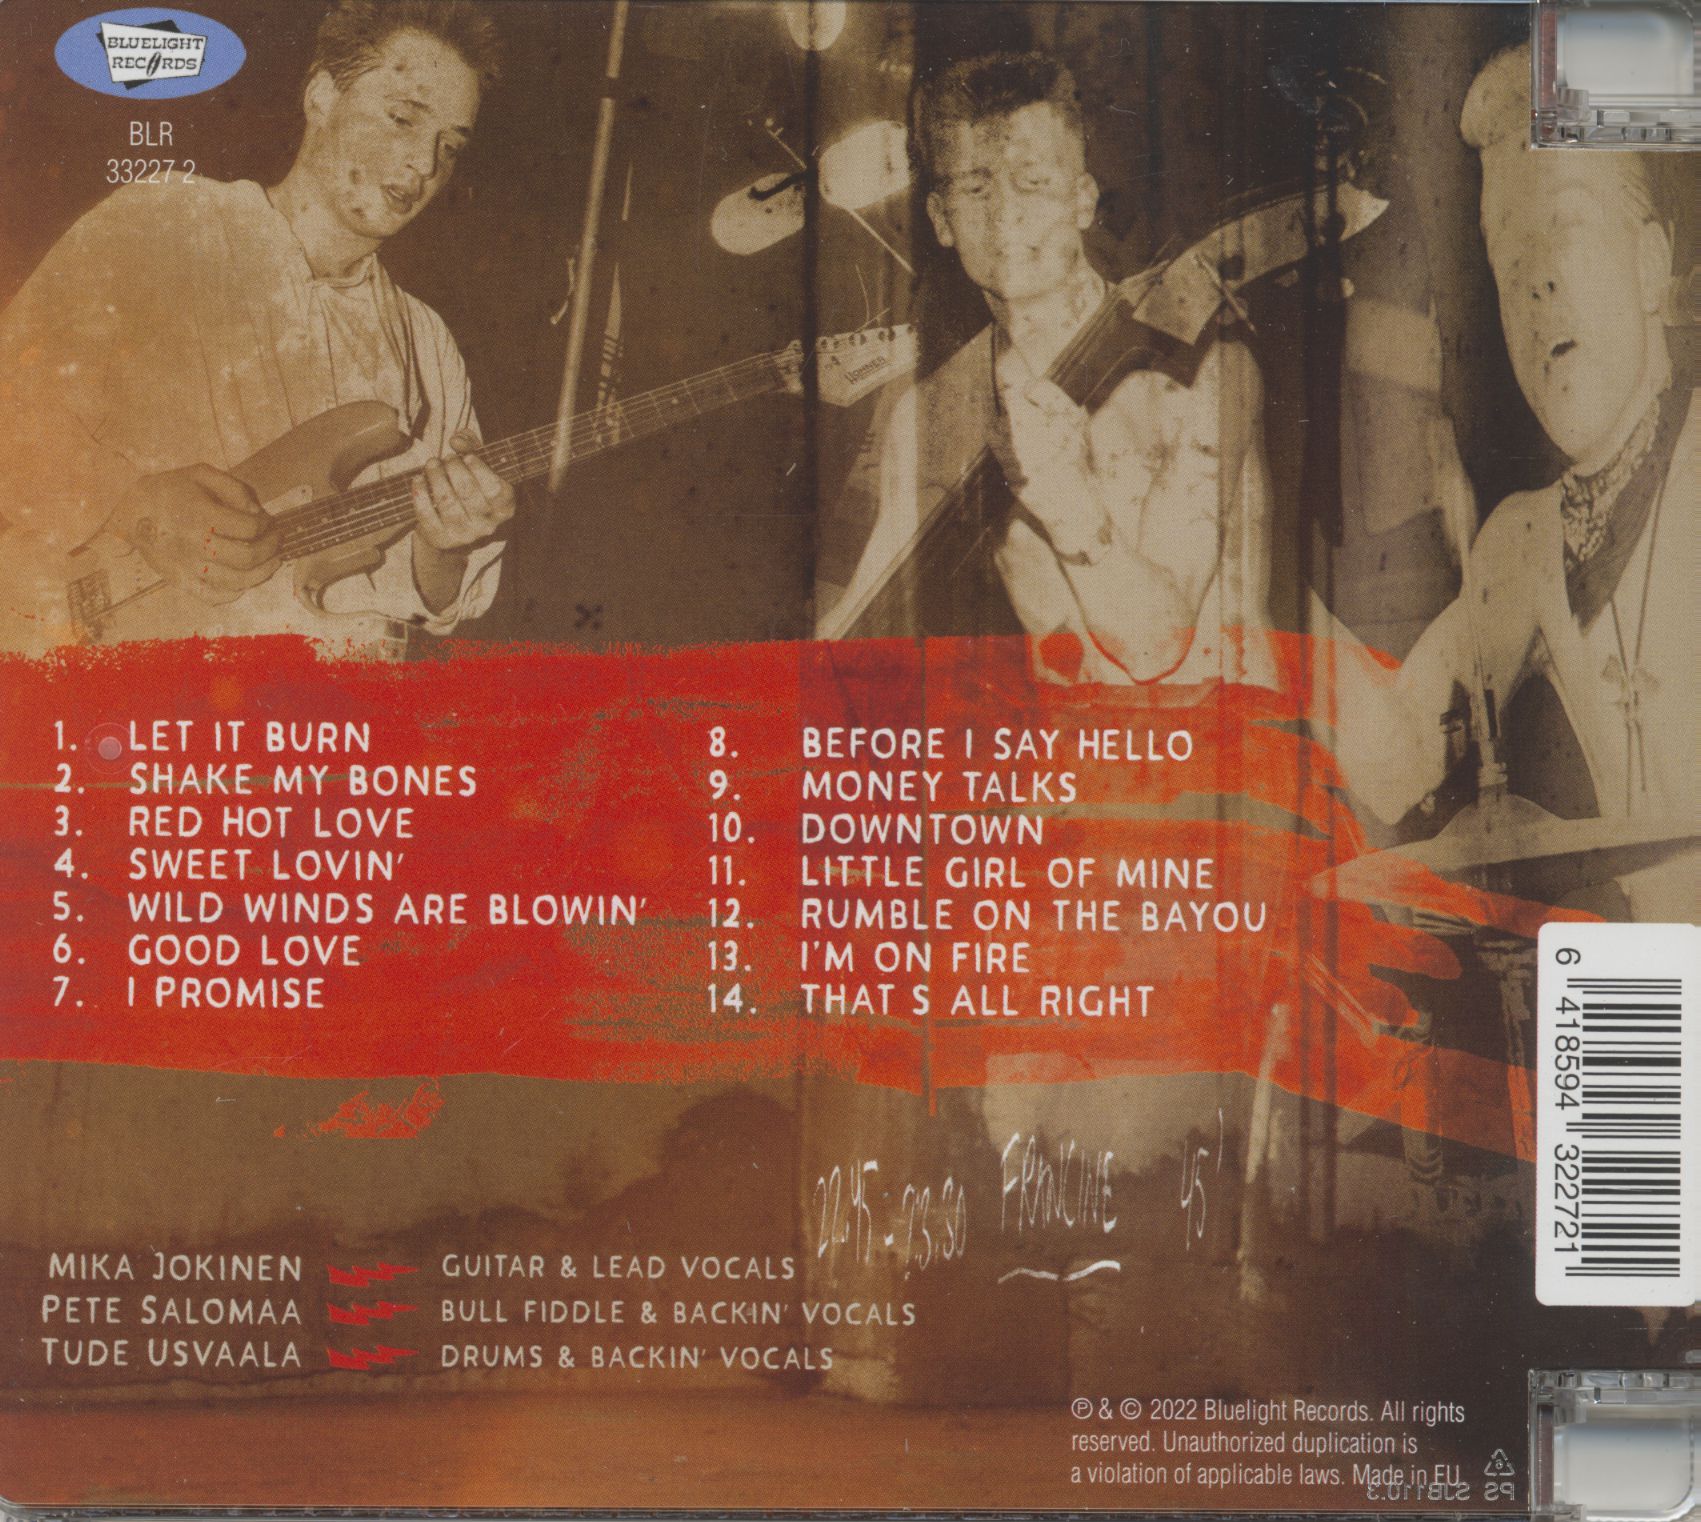 BLUELIGHT
RECORDS
BLR
33227 2
HOHNER
1. LET IT BURN
2. SHAKE MY BONES
3. RED HOT LOVE
4. SWEET LOVIN'
5. WILD WINDS ARE BLOWIN'
6. GOOD LOVE
7. I PROMISE
8. BEFORE I SAY HELLO
9. MONEY TALKS
10. DOWNTOWN
11. LITTLE GIRL OF MINE
12. RUMBLE ON THE BAYOU
13. I'M ON FIRE
14. THAT S ALL RIGHT
22.45 - 23.30 FRANCINE 45'
MIKA JOKINEN GUITAR & LEAD VOCALS
PETE SALOMAA BULL FIDDLE & BACKIN' VOCALS
TUDE USVAALA DRUMS & BACKIN' VOCALS
6 418594 322721
℗ & © 2022 Bluelight Records. All rights
reserved. Unauthorized duplication is
a violation of applicable laws. Made in EU.
PS